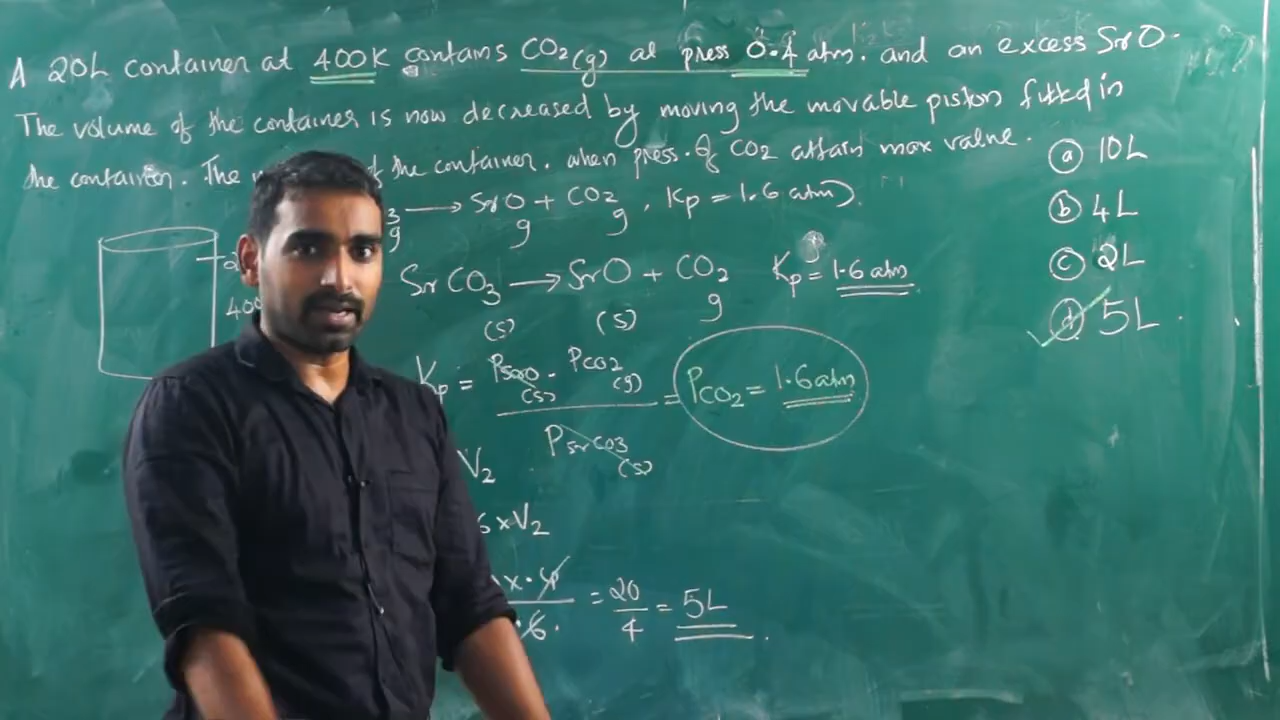 A 20L container at 400K contains CO2(g) at press 0.4 atm. and an excess SrO.
The volume of the container is now decreased by moving the movable piston fitted in
the container. The of the container. when press. of CO2 attain max value.
3 g ⟶ SrO g + CO2 g . Kp = 1.6 atm).
SrCO3 (s) ⟶ SrO (s) + CO2 g Kp = 1.6 atm
Kp = PSrO (s) . PCO2 (g) / PSrCO3 (s) = PCO2 = 1.6 atm
V2
6 x V2
= 20/4 = 5L .
400
(a) 10L
(b) 4L
(c) 2L
(d) 5L .